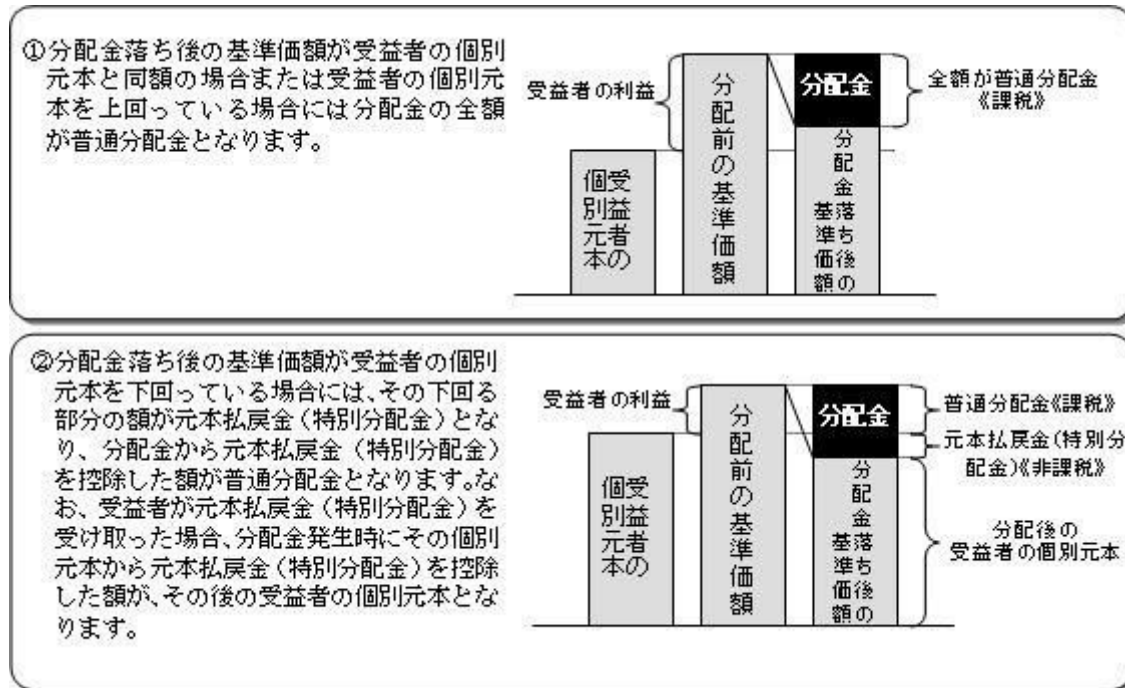 ①分配金落ち後の基準価額が受益者の個別
元本と同額の場合または受益者の個別元
本を上回っている場合には分配金の全額
が普通分配金となります。
受益者の利益
分配前の基準価額
分配金
全額が普通分配金
《課税》
受益者の
個別元本
分配金落ち後の
基準価額
②分配金落ち後の基準価額が受益者の個別
元本を下回っている場合には、その下回る
部分の額が元本払戻金（特別分配金）とな
り、分配金から元本払戻金（特別分配金）
を控除した額が普通分配金となります。な
お、受益者が元本払戻金（特別分配金）を
受け取った場合、分配金発生時にその個別
元本から元本払戻金（特別分配金）を控除
した額が、その後の受益者の個別元本とな
ります。
受益者の利益
分配前の基準価額
分配金
普通分配金《課税》
元本払戻金（特別分
配金）《非課税》
受益者の
個別元本
分配金落ち後の
基準価額
分配後の
受益者の個別元本